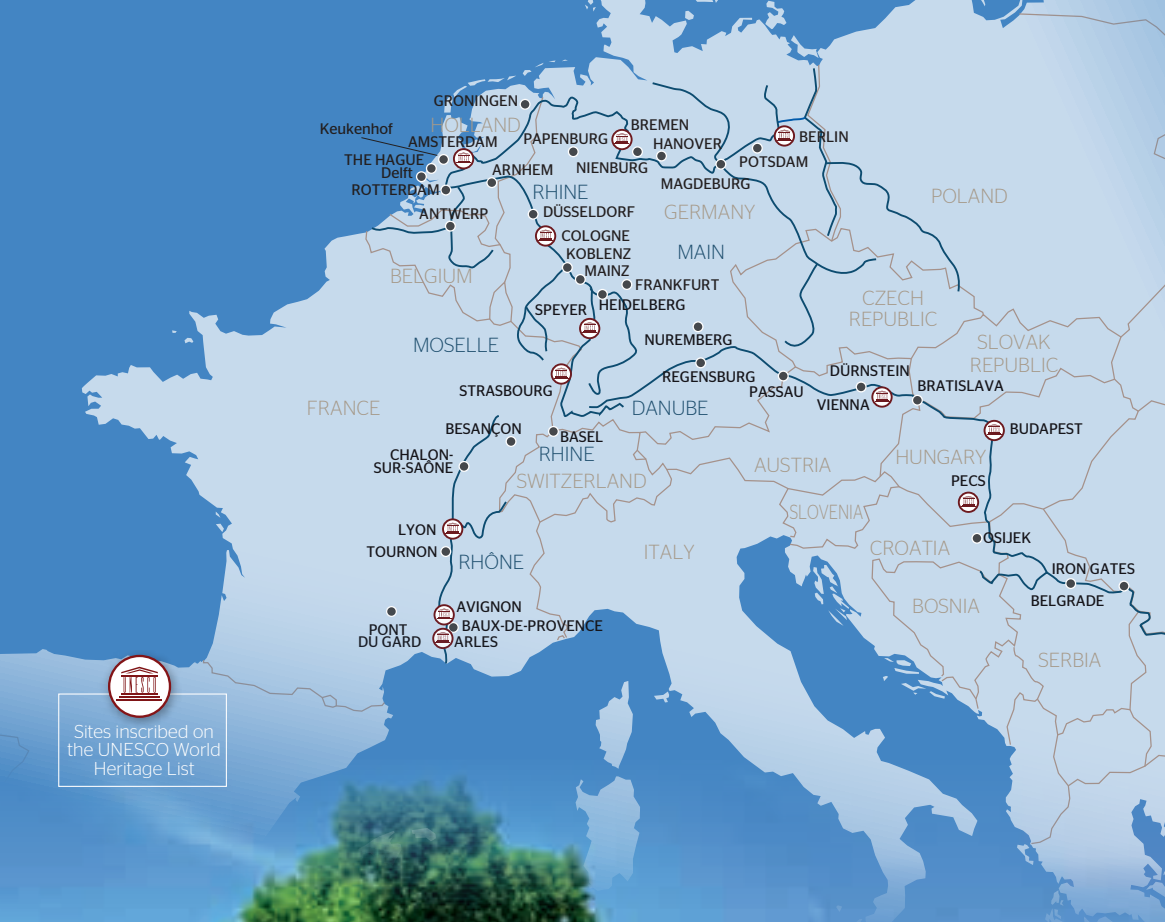 GRONINGEN
HOLLAND
Keukenhof
AMSTERDAM
THE HAGUE
Delft
ROTTERDAM
ARNHEM
ANTWERP
PAPENBURG
BREMEN
NIENBURG
HANOVER
MAGDEBURG
POTSDAM
BERLIN
RHINE
DÜSSELDORF
GERMANY
POLAND
COLOGNE
KOBLENZ
MAINZ
MAIN
BELGIUM
FRANKFURT
HEIDELBERG
SPEYER
CZECH
REPUBLIC
MOSELLE
NUREMBERG
SLOVAK
REPUBLIC
STRASBOURG
REGENSBURG
PASSAU
DÜRNSTEIN
VIENNA
BRATISLAVA
FRANCE
DANUBE
BESANÇON
BASEL
RHINE
BUDAPEST
CHALON-
SUR-SAÔNE
SWITZERLAND
AUSTRIA
HUNGARY
PECS
LYON
SLOVENIA
TOURNON
RHÔNE
ITALY
CROATIA
OSIJEK
IRON GATES
BELGRADE
BOSNIA
AVIGNON
BAUX-DE-PROVENCE
PONT
DU GARD
ARLES
SERBIA
UNESCO
Sites inscribed on
the UNESCO World
Heritage List